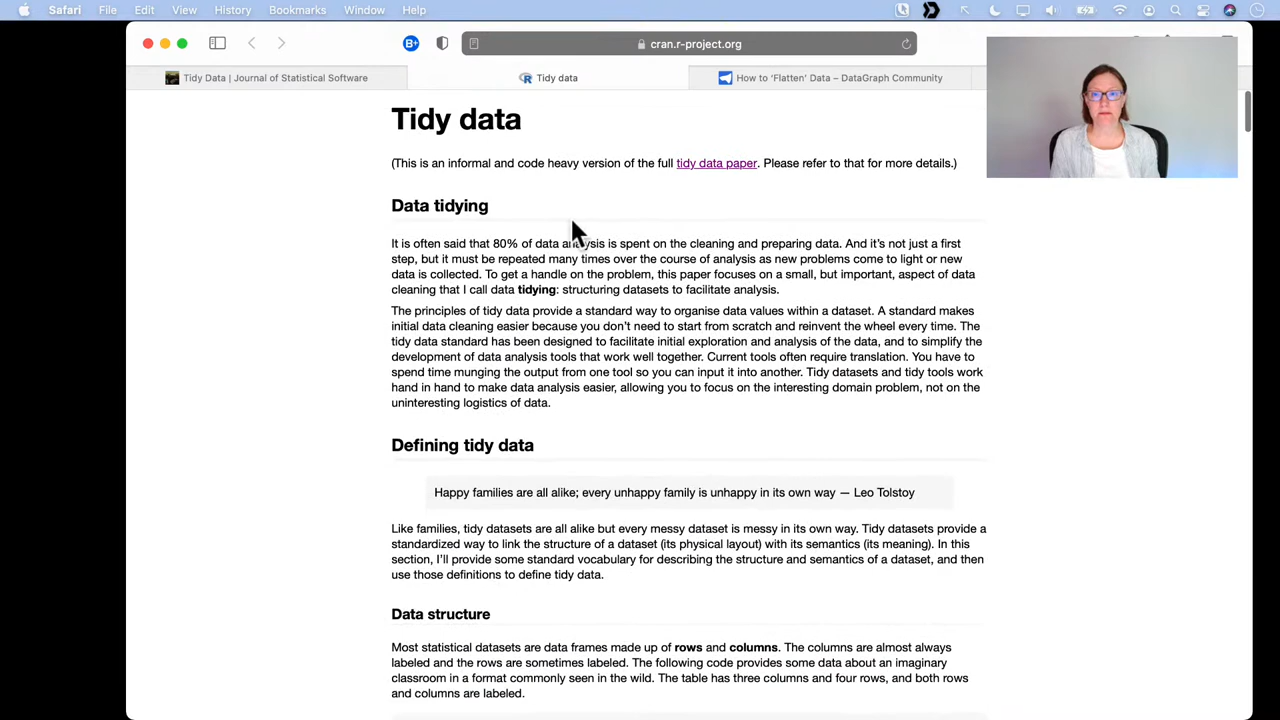 Safari File Edit View History Bookmarks Window Help
B+
cran.r-project.org
Tidy Data | Journal of Statistical Software
Tidy data
How to ‘Flatten’ Data – DataGraph Community
Tidy data
(This is an informal and code heavy version of the full tidy data paper. Please refer to that for more details.)
Data tidying
It is often said that 80% of data analysis is spent on the cleaning and preparing data. And it’s not just a first
step, but it must be repeated many times over the course of analysis as new problems come to light or new
data is collected. To get a handle on the problem, this paper focuses on a small, but important, aspect of data
cleaning that I call data tidying: structuring datasets to facilitate analysis.
The principles of tidy data provide a standard way to organise data values within a dataset. A standard makes
initial data cleaning easier because you don’t need to start from scratch and reinvent the wheel every time. The
tidy data standard has been designed to facilitate initial exploration and analysis of the data, and to simplify the
development of data analysis tools that work well together. Current tools often require translation. You have to
spend time munging the output from one tool so you can input it into another. Tidy datasets and tidy tools work
hand in hand to make data analysis easier, allowing you to focus on the interesting domain problem, not on the
uninteresting logistics of data.
Defining tidy data
Happy families are all alike; every unhappy family is unhappy in its own way — Leo Tolstoy
Like families, tidy datasets are all alike but every messy dataset is messy in its own way. Tidy datasets provide a
standardized way to link the structure of a dataset (its physical layout) with its semantics (its meaning). In this
section, I’ll provide some standard vocabulary for describing the structure and semantics of a dataset, and then
use those definitions to define tidy data.
Data structure
Most statistical datasets are data frames made up of rows and columns. The columns are almost always
labeled and the rows are sometimes labeled. The following code provides some data about an imaginary
classroom in a format commonly seen in the wild. The table has three columns and four rows, and both rows
and columns are labeled.